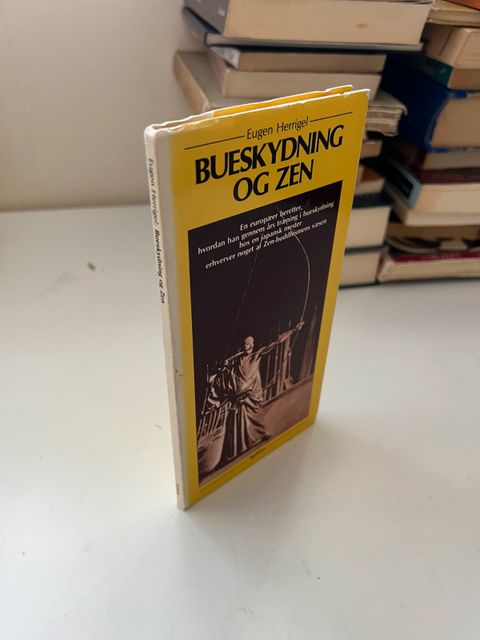 Eugen Herrigel
BUESKYDNING
OG ZEN
En europæer beretter,
hvordan han gennem års træning i bueskydning
hos en japansk mester
erhverver noget af Zen-buddhismens væsen
Eugen Herrigel: Bueskydning og Zen